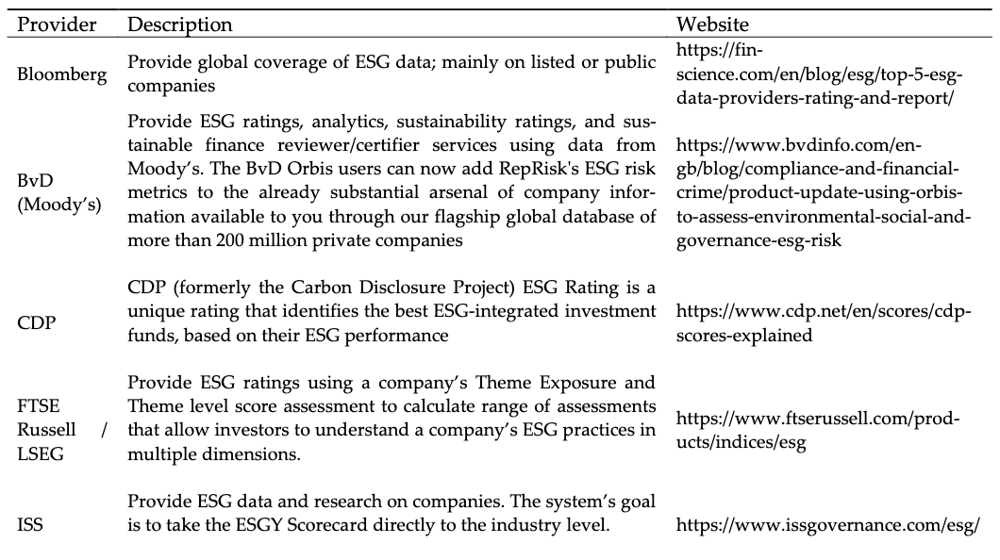 Provider Description Website
Bloomberg
Provide global coverage of ESG data; mainly on listed or public
companies
https://fin-
science.com/en/blog/esg/top-5-esg-
data-providers-rating-and-report/
BvD
(Moody’s)
Provide ESG ratings, analytics, sustainability ratings, and sus-
tainable finance reviewer/certifier services using data from
Moody’s. The BvD Orbis users can now add RepRisk's ESG risk
metrics to the already substantial arsenal of company infor-
mation available to you through our flagship global database of
more than 200 million private companies
https://www.bvdinfo.com/en-
gb/blog/compliance-and-financial-
crime/product-update-using-orbis-
to-assess-environmental-social-and-
governance-esg-risk
CDP
CDP (formerly the Carbon Disclosure Project) ESG Rating is a
unique rating that identifies the best ESG-integrated investment
funds, based on their ESG performance
https://www.cdp.net/en/scores/cdp-
scores-explained
FTSE
Russell /
LSEG
Provide ESG ratings using a company’s Theme Exposure and
Theme level score assessment to calculate range of assessments
that allow investors to understand a company’s ESG practices in
multiple dimensions.
https://www.ftserussell.com/prod-
ucts/indices/esg
ISS
Provide ESG data and research on companies. The system’s goal
is to take the ESGY Scorecard directly to the industry level.
https://www.issgovernance.com/esg/